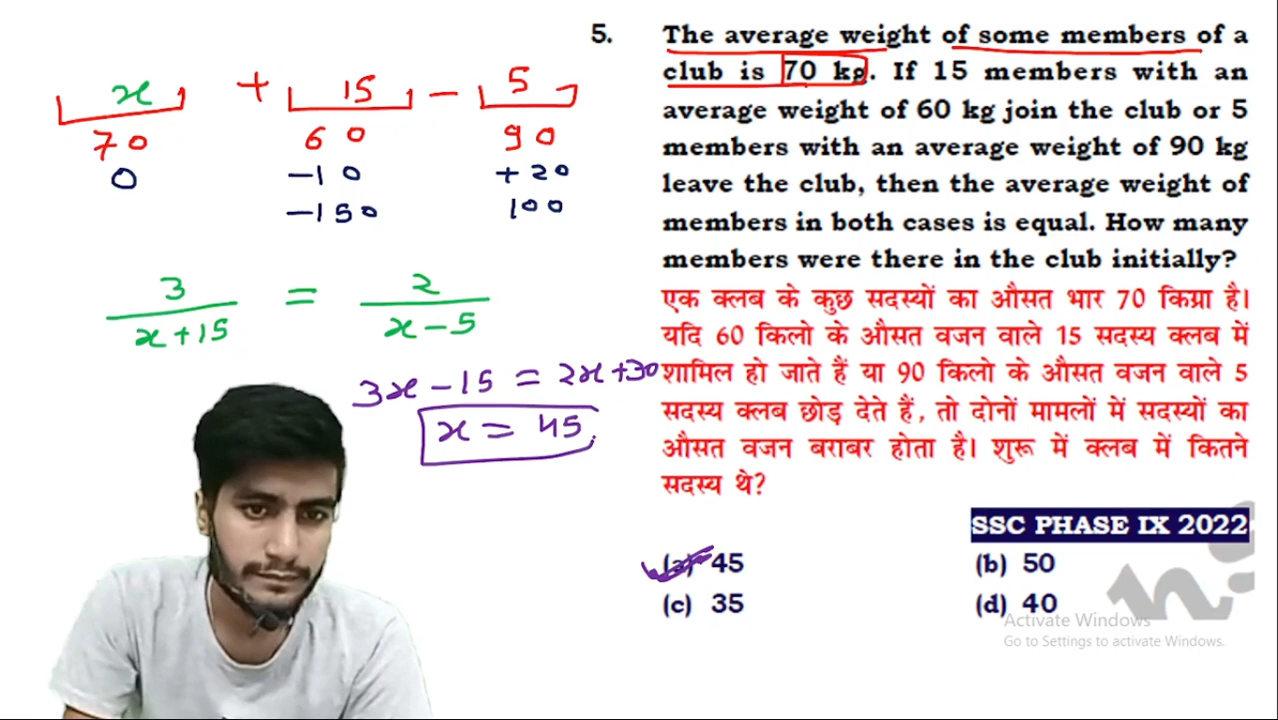 x + 15 - 5
70 60 90
0 -10 +20
-150 100
3/(x+15) = 2/(x-5)
3x - 15 = 2x + 30
x = 45
5. The average weight of some members of a
club is 70 kg. If 15 members with an
average weight of 60 kg join the club or 5
members with an average weight of 90 kg
leave the club, then the average weight of
members in both cases is equal. How many
members were there in the club initially?
एक क्लब के कुछ सदस्यों का औसत भार 70 किग्रा है।
यदि 60 किलो के औसत वजन वाले 15 सदस्य क्लब में
शामिल हो जाते हैं या 90 किलो के औसत वजन वाले 5
सदस्य क्लब छोड़ देते हैं, तो दोनों मामलों में सदस्यों का
औसत वजन बराबर होता है। शुरू में क्लब में कितने
सदस्य थे?
SSC PHASE IX 2022
(a) 45 (b) 50
(c) 35 (d) 40
Activate Windows
Go to Settings to activate Windows.